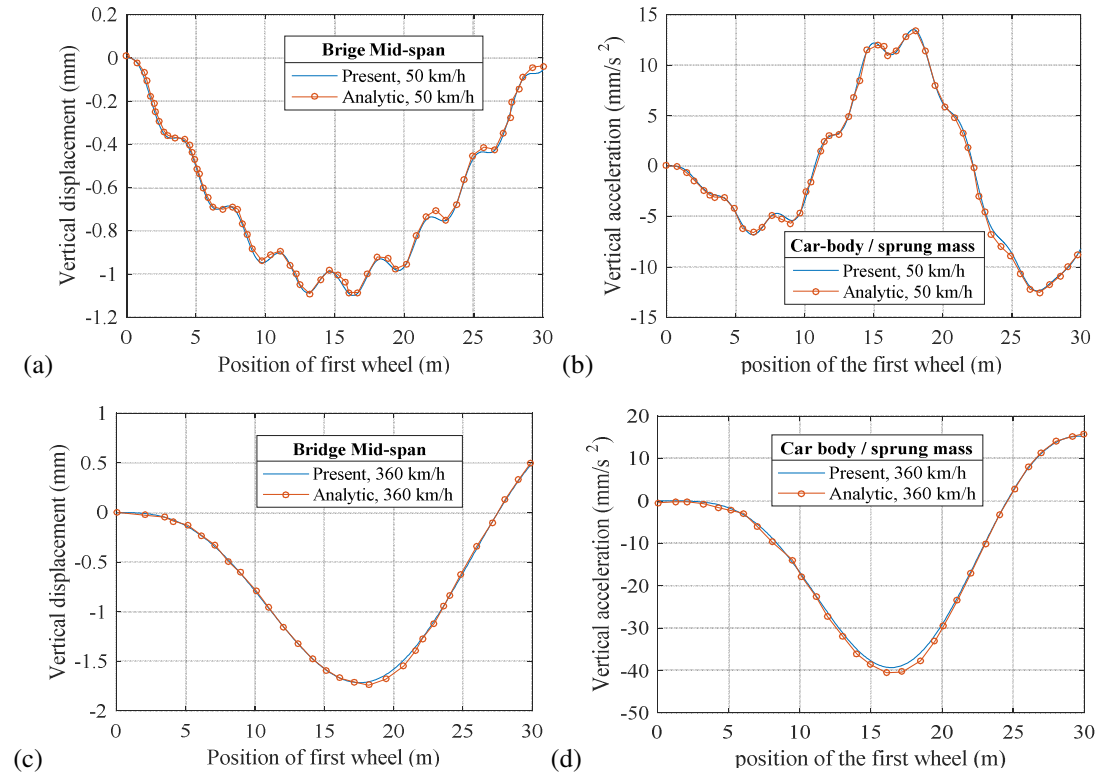 0.2
0
-0.2
-0.4
-0.6
-0.8
-1
-1.2
Vertical displacement (mm)
Brige Mid-span
Present, 50 km/h
Analytic, 50 km/h
0 5 10 15 20 25 30
Position of first wheel (m)
(a)
15
10
5
0
-5
-10
-15
Vertical acceleration (mm/s ²)
Car-body / sprung mass
Present, 50 km/h
Analytic, 50 km/h
0 5 10 15 20 25 30
position of the first wheel (m)
(b)
1
0.5
0
-0.5
-1
-1.5
-2
Vertical displacement (mm)
Bridge Mid-span
Present, 360 km/h
Analytic, 360 km/h
0 5 10 15 20 25 30
Position of first wheel (m)
(c)
20
10
0
-10
-20
-30
-40
-50
Vertical acceleration (mm/s ²)
Car body / sprung mass
Present, 360 km/h
Analytic, 360 km/h
0 5 10 15 20 25 30
position of the first wheel (m)
(d)